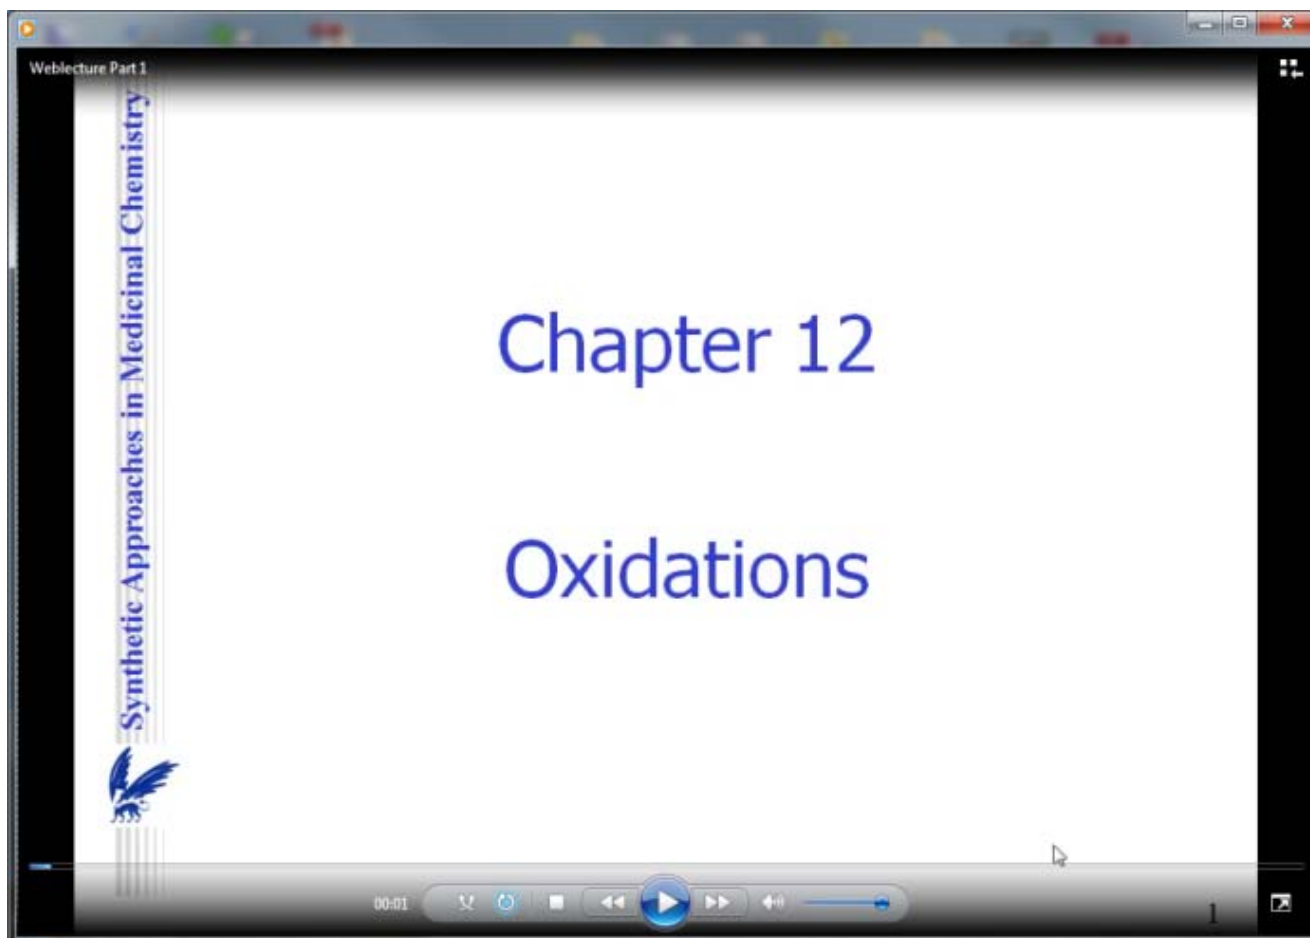 Weblecture Part 1
Synthetic Approaches in Medicinal Chemistry
Chapter 12
Oxidations
00:01
1